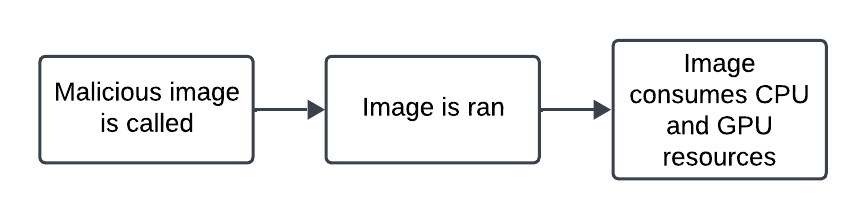 Malicious image
is called
Image is ran
Image
consumes CPU
and GPU
resources